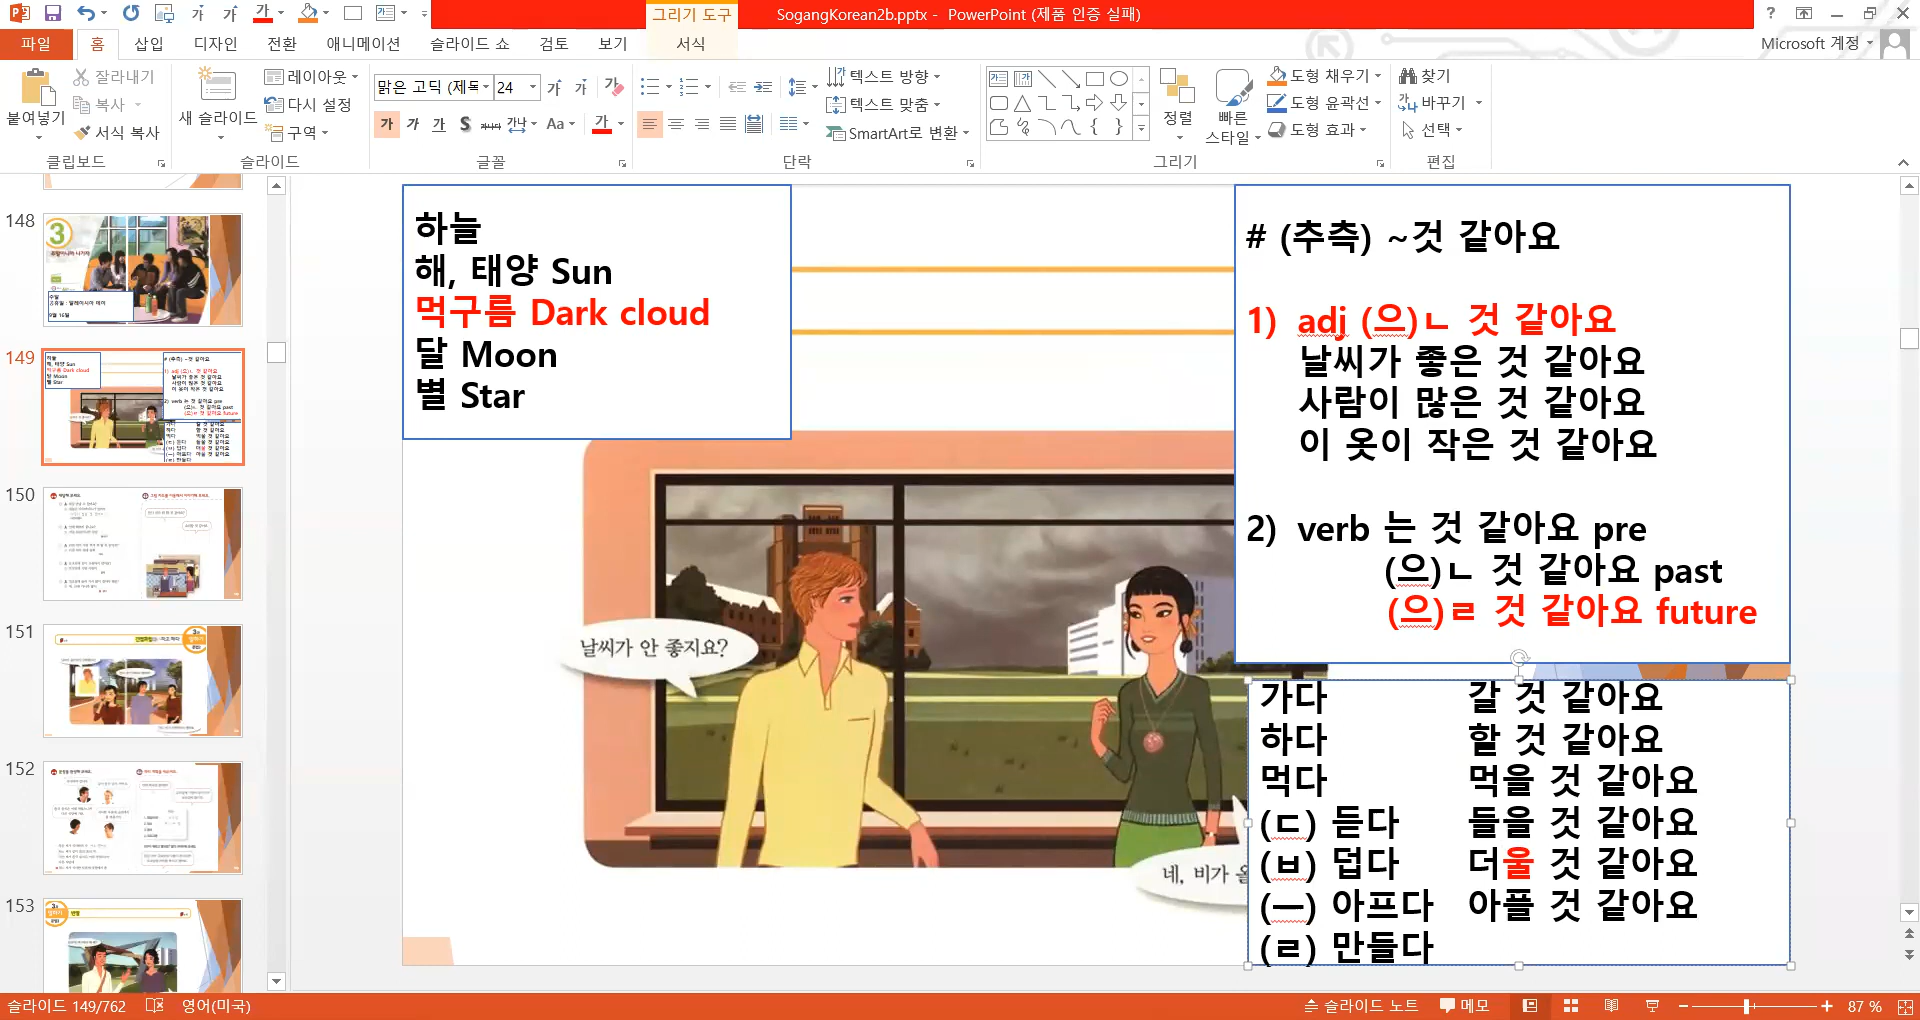 SogangKorean2b.pptx - PowerPoint (제품 인증 실패)
그리기 도구
파일 홈 삽입 디자인 전환 애니메이션 슬라이드 쇼 검토 보기 서식
Microsoft 계정
붙여넣기
잘라내기
복사
서식 복사
클립보드
새 슬라이드
레이아웃
다시 설정
구역
슬라이드
맑은 고딕 (제목 24
글꼴
텍스트 방향
텍스트 맞춤
SmartArt로 변환
단락
정렬
빠른 스타일
도형 채우기
도형 윤곽선
도형 효과
그리기
찾기
바꾸기
선택
편집
148
149
150
151
152
153
하늘
해, 태양 Sun
먹구름 Dark cloud
달 Moon
별 Star
# (추측) ~것 같아요
1) adj (으)ㄴ 것 같아요
날씨가 좋은 것 같아요
사람이 많은 것 같아요
이 옷이 작은 것 같아요
2) verb 는 것 같아요 pre
(으)ㄴ 것 같아요 past
(으)ㄹ 것 같아요 future
날씨가 안 좋지요?
네, 비가 올
가다 갈 것 같아요
하다 할 것 같아요
먹다 먹을 것 같아요
(ㄷ) 듣다 들을 것 같아요
(ㅂ) 덥다 더울 것 같아요
(ㅡ) 아프다 아플 것 같아요
(ㄹ) 만들다
슬라이드 149/762 영어(미국)
슬라이드 노트 메모 87 %